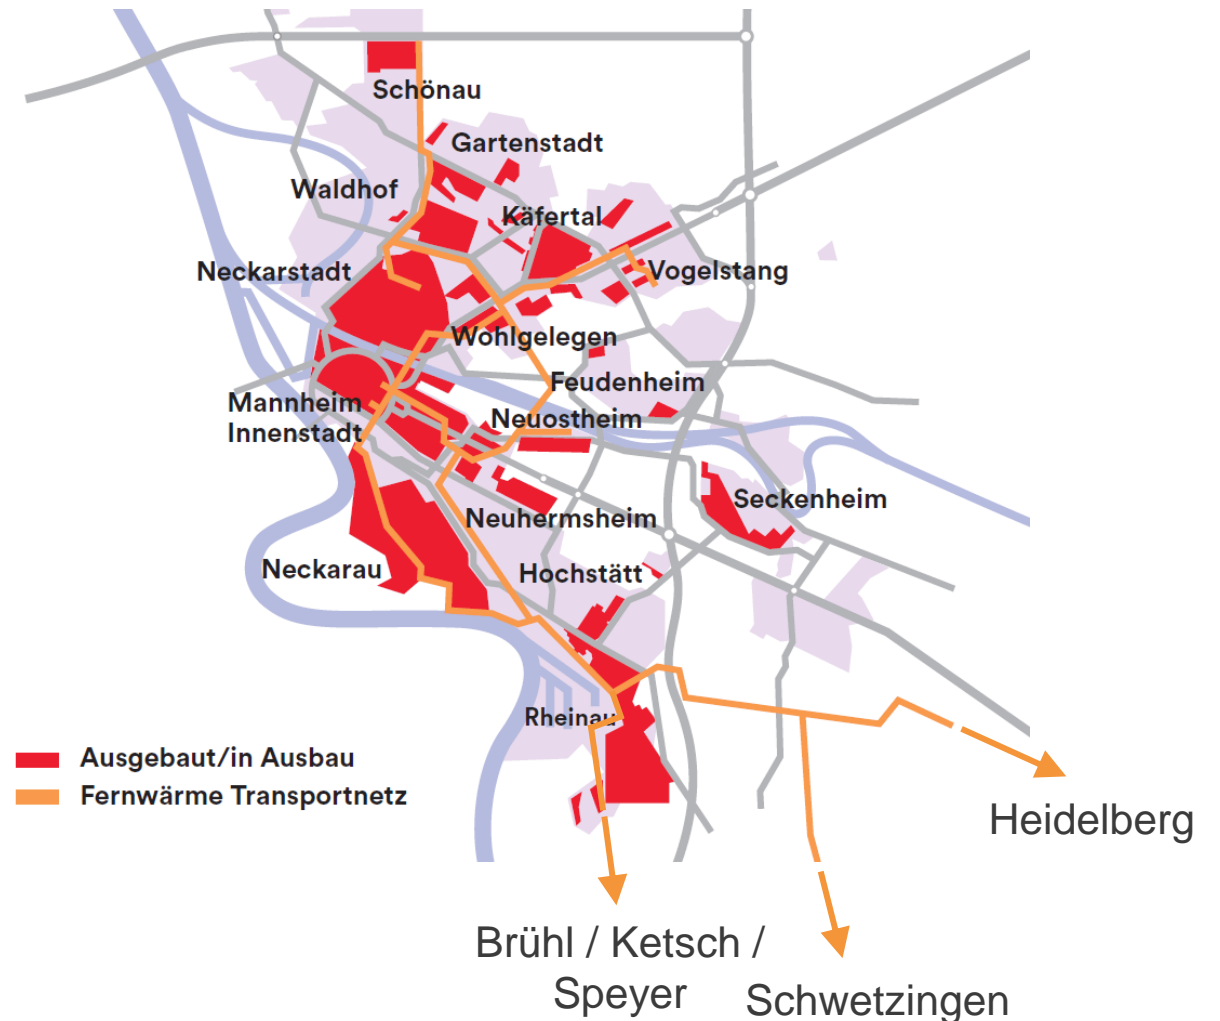 Schönau
Gartenstadt
Waldhof
Käfertal
Neckarstadt
Vogelstang
Wohlgelegen
Feudenheim
Mannheim
Innenstadt
Neuostheim
Seckenheim
Neuhermsheim
Neckarau
Hochstätt
Rheinau
Ausgebaut/in Ausbau
Fernwärme Transportnetz
Heidelberg
Brühl / Ketsch /
Speyer
Schwetzingen